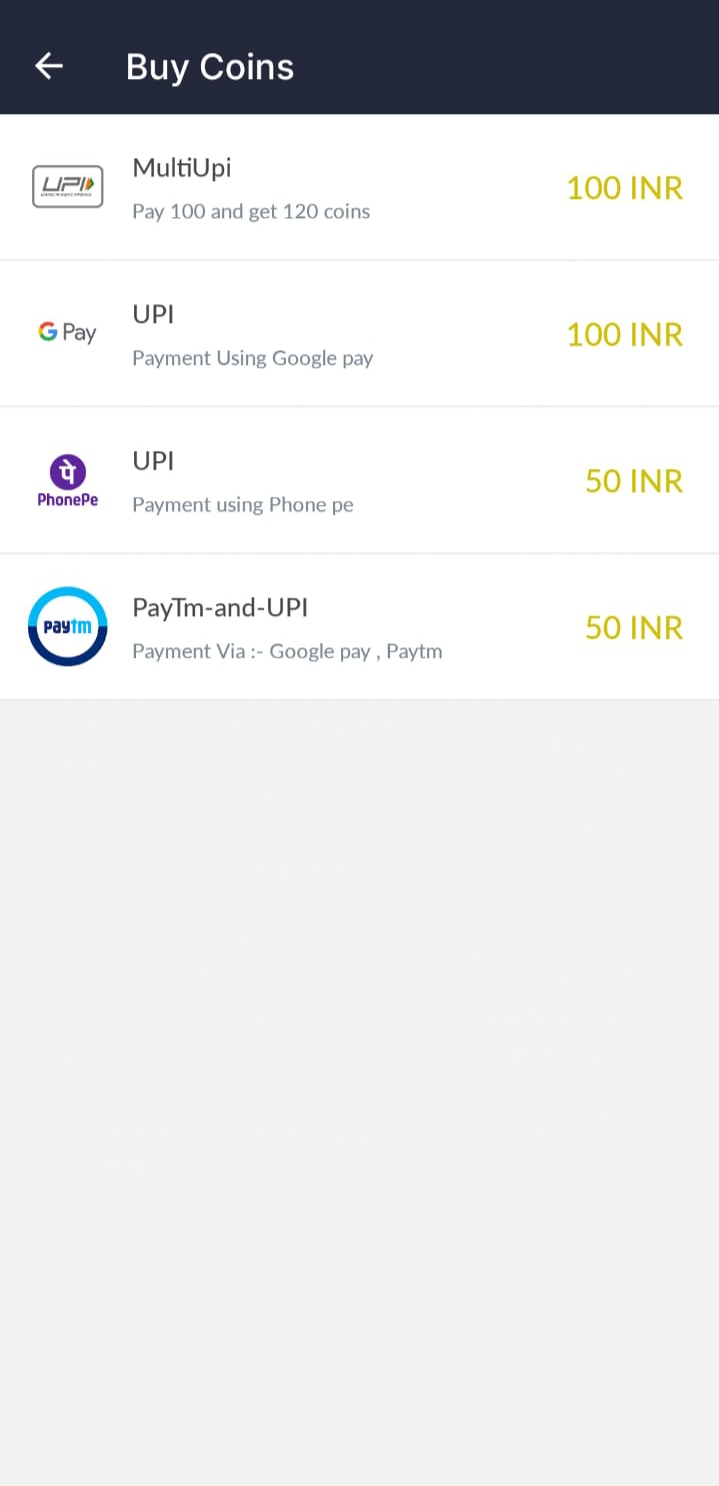 Buy Coins
MultiUpi
UPI
Pay 100 and get 120 coins
100 INR
UPI
G Pay
Payment Using Google pay
100 INR
UPI
पे
PhonePe
Payment using Phone pe
50 INR
PayTm-and-UPI
paytm
Payment Via :- Google pay , Paytm
50 INR